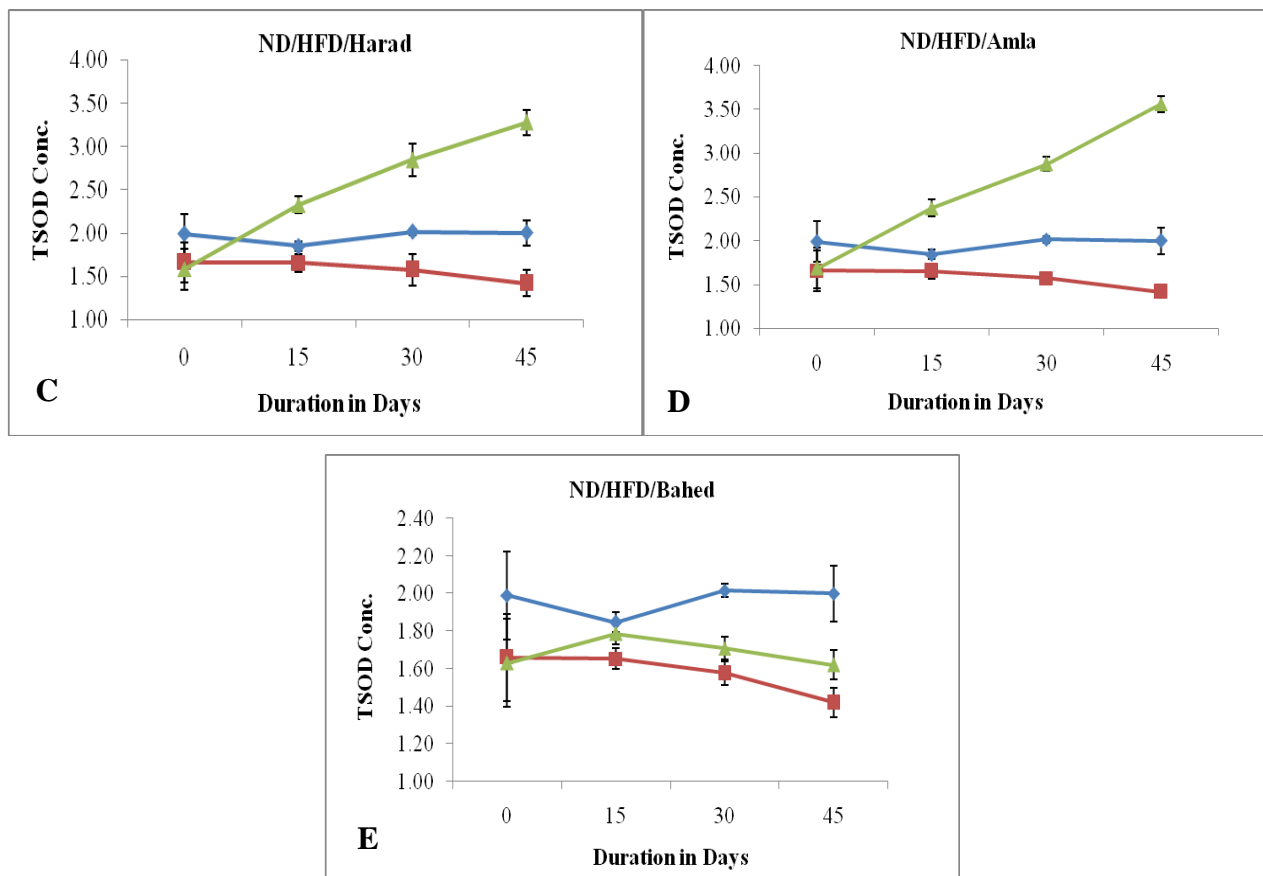 ND/HFD/Harad
4.00
3.50
3.00
2.50
2.00
1.50
1.00
TSOD Conc.
0 15 30 45
Duration in Days
C
ND/HFD/Amla
4.00
3.50
3.00
2.50
2.00
1.50
1.00
TSOD Conc.
0 15 30 45
Duration in Days
D
ND/HFD/Bahed
2.40
2.20
2.00
1.80
1.60
1.40
1.20
1.00
TSOD Conc.
0 15 30 45
Duration in Days
E